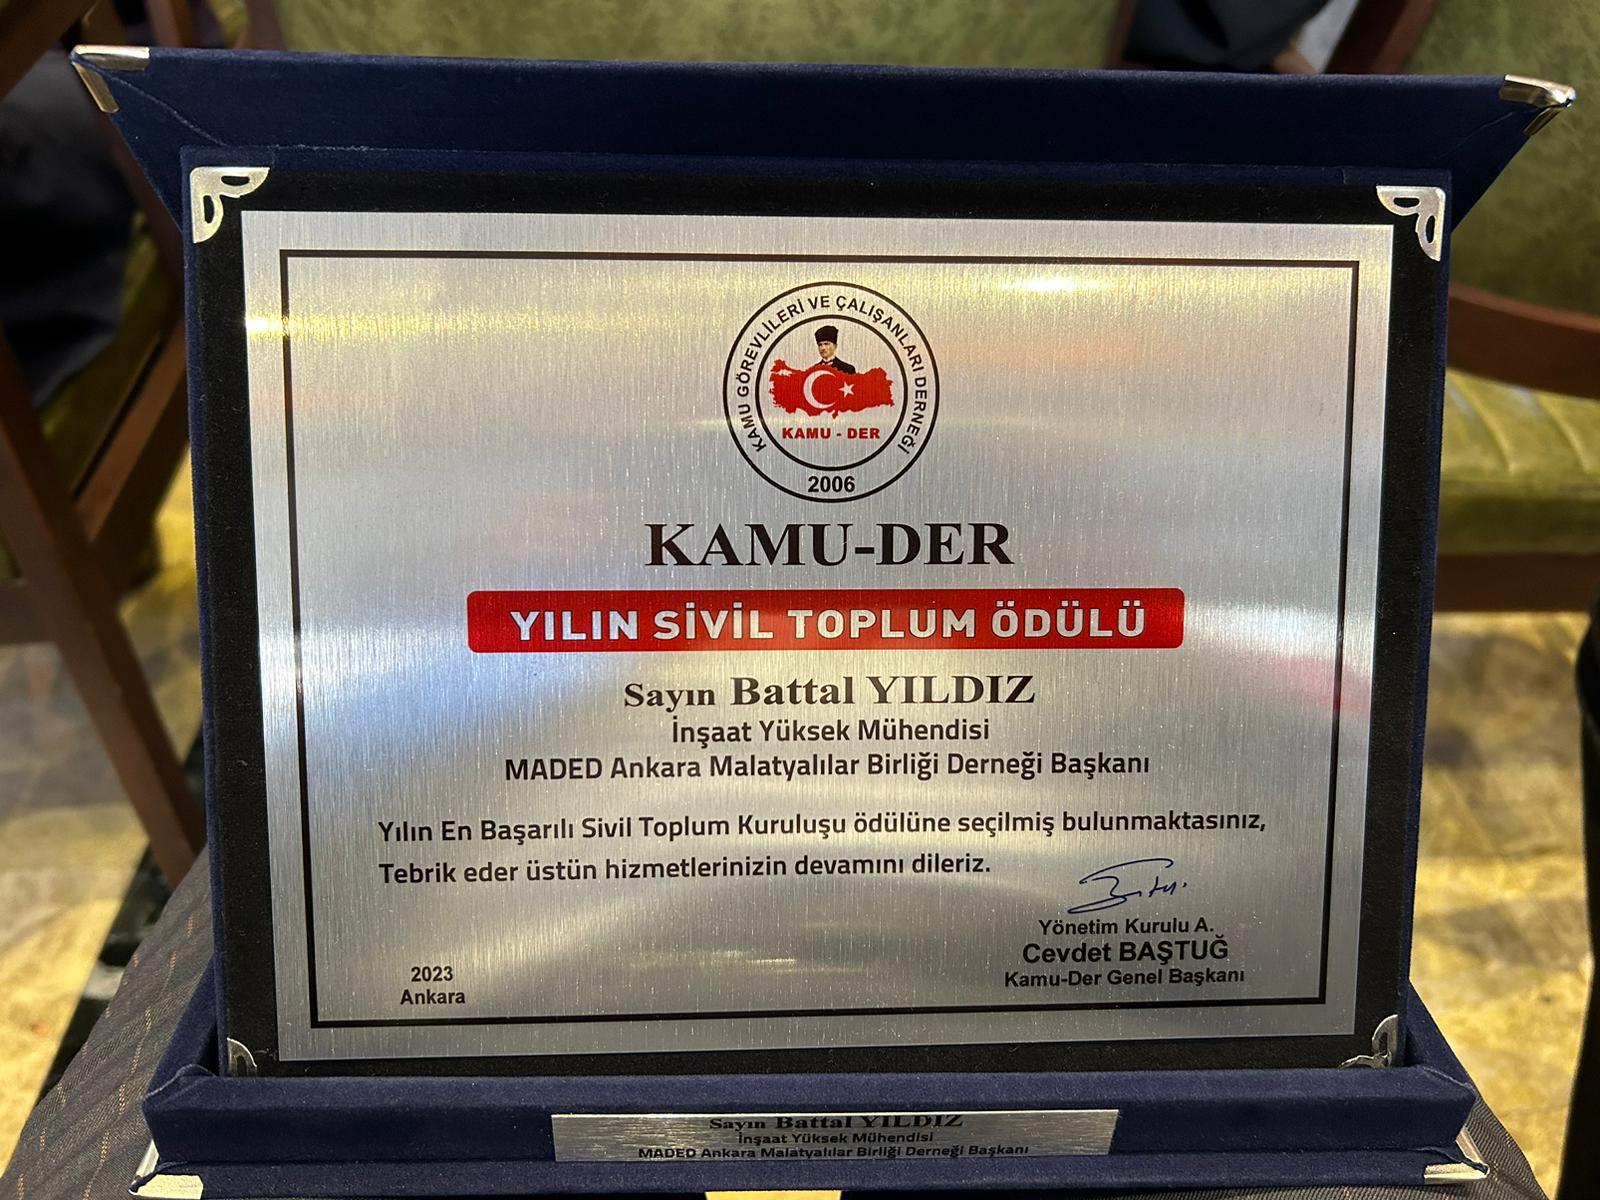 KAMU GÖREVLİLERİ VE ÇALIŞANLARI DERNEĞİ
KAMU - DER
2006
KAMU-DER
YILIN SİVİL TOPLUM ÖDÜLÜ
Sayın Battal YILDIZ
İnşaat Yüksek Mühendisi
MADED Ankara Malatyalılar Birliği Derneği Başkanı
Yılın En Başarılı Sivil Toplum Kuruluşu ödülüne seçilmiş bulunmaktasınız,
Tebrik eder üstün hizmetlerinizin devamını dileriz.
Yönetim Kurulu A.
Cevdet BAŞTUĞ
Kamu-Der Genel Başkanı
2023
Ankara
Sayın Battal YILDIZ
İnşaat Yüksek Mühendisi
MADED Ankara Malatyalılar Birliği Derneği Başkanı